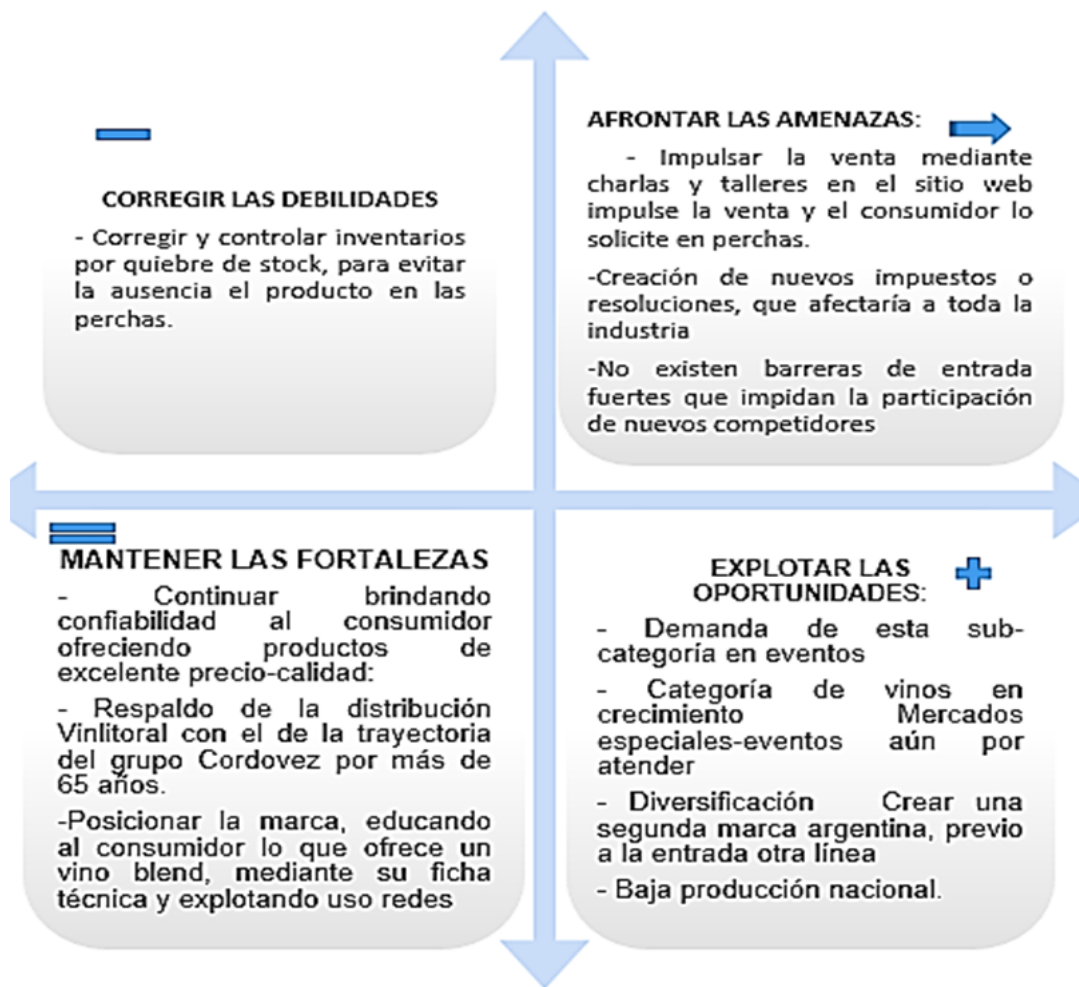 CORREGIR LAS DEBILIDADES
- Corregir y controlar inventarios
por quiebre de stock, para evitar
la ausencia el producto en las
perchas.
AFRONTAR LAS AMENAZAS:
- Impulsar la venta mediante
charlas y talleres en el sitio web
impulse la venta y el consumidor lo
solicite en perchas.
-Creación de nuevos impuestos o
resoluciones, que afectaría a toda la
industria
-No existen barreras de entrada
fuertes que impidan la participación
de nuevos competidores
MANTENER LAS FORTALEZAS
- Continuar brindando
confiabilidad al consumidor
ofreciendo productos de
excelente precio-calidad:
- Respaldo de la distribución
Vinlitoral con el de la trayectoria
del grupo Cordovez por más de
65 años.
-Posicionar la marca, educando
al consumidor lo que ofrece un
vino blend, mediante su ficha
técnica y explotando uso redes
EXPLOTAR LAS
OPORTUNIDADES:
- Demanda de esta sub-
categoría en eventos
- Categoría de vinos en
crecimiento Mercados
especiales-eventos aún por
atender
- Diversificación Crear una
segunda marca argentina, previo
a la entrada otra línea
- Baja producción nacional.